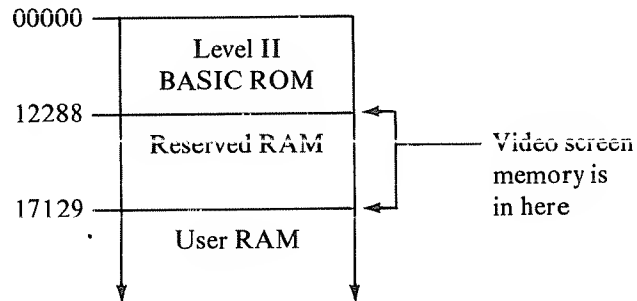 00000
Level II
BASIC ROM
12288
Reserved RAM
Video screen
memory is
in here
17129
User RAM